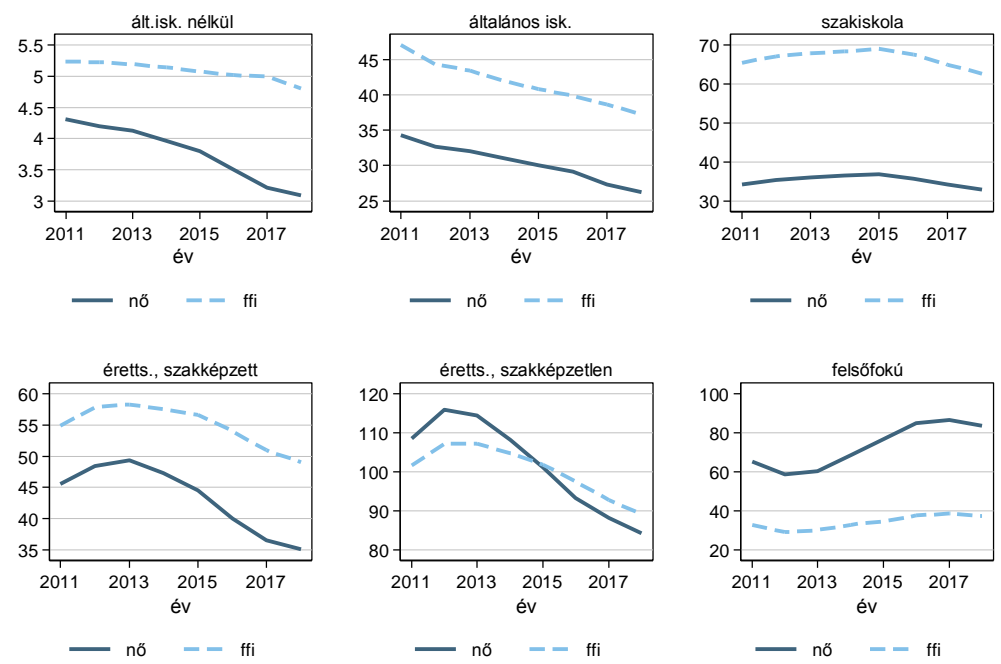 ált.isk. nélkül
5.5
5
4.5
4
3.5
3
2011 2013 2015 2017
év
nő ffi
általános isk.
45
40
35
30
25
2011 2013 2015 2017
év
nő ffi
szakiskola
70
60
50
40
30
2011 2013 2015 2017
év
nő ffi
éretts., szakképzett
60
55
50
45
40
35
2011 2013 2015 2017
év
nő ffi
éretts., szakképzetlen
120
110
100
90
80
2011 2013 2015 2017
év
nő ffi
felsőfokú
100
80
60
40
20
2011 2013 2015 2017
év
nő ffi